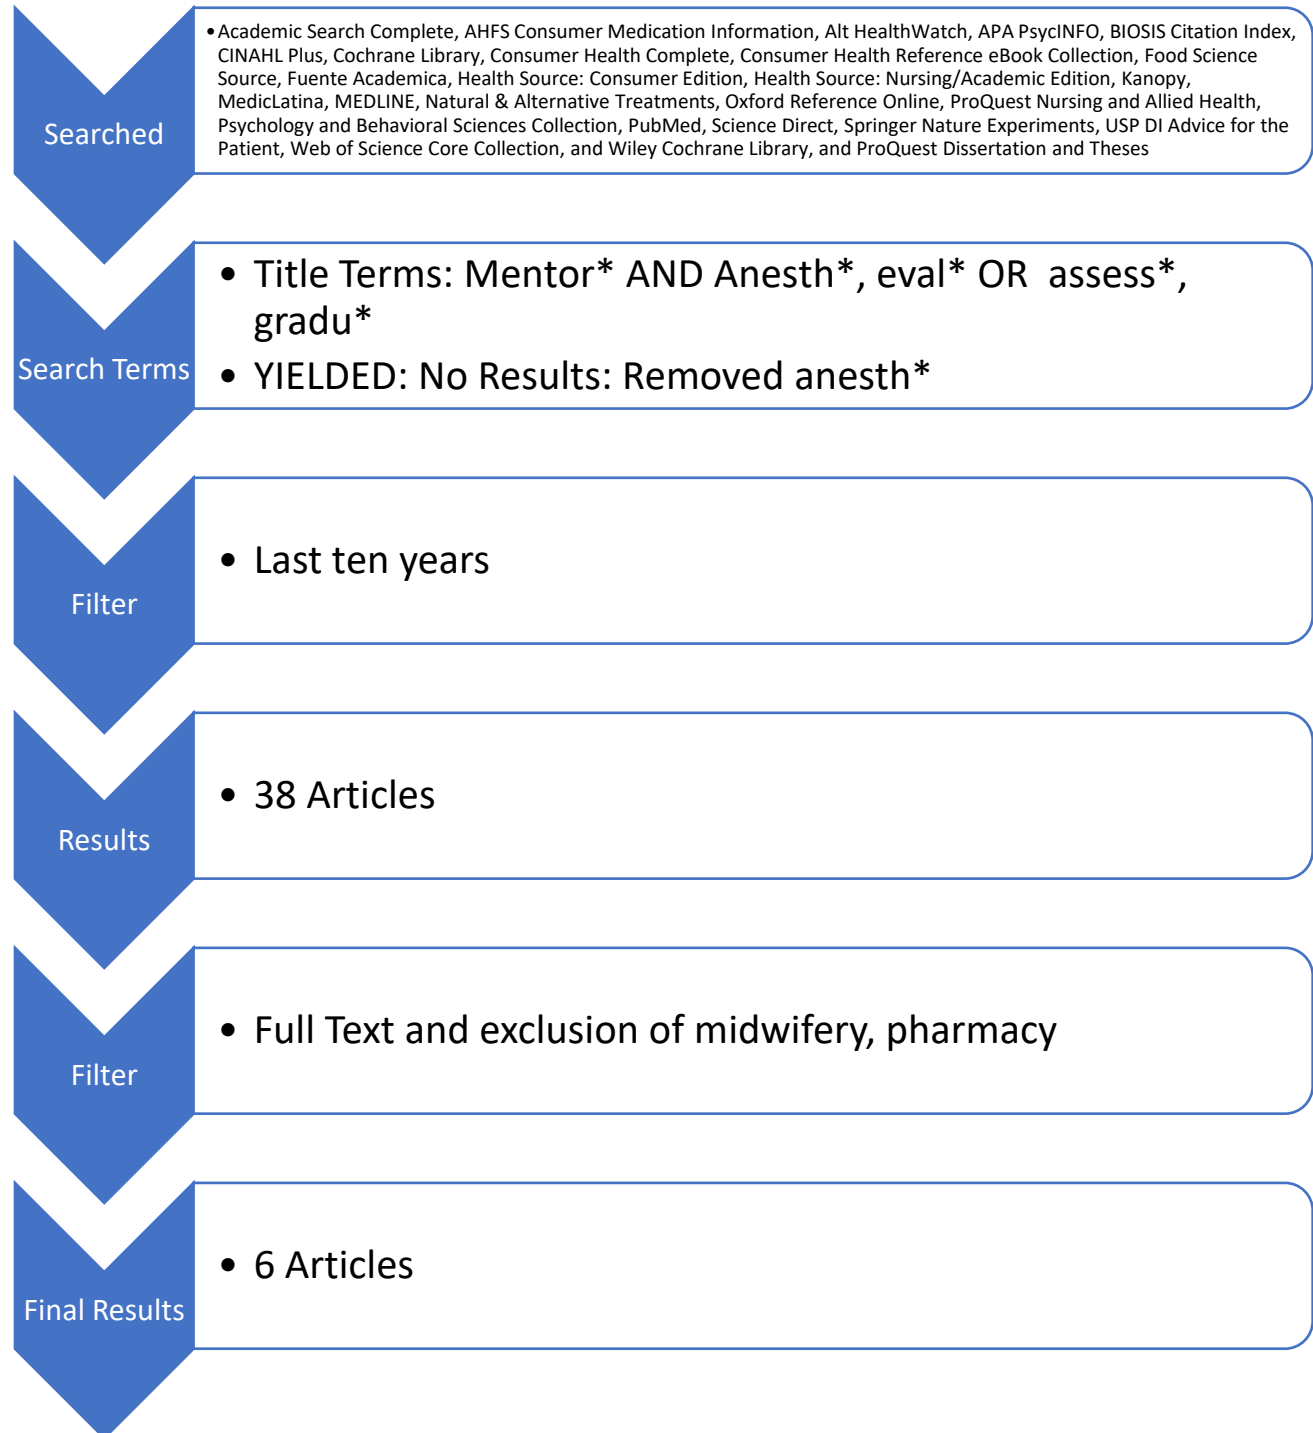 Searched
•Academic Search Complete, AHFS Consumer Medication Information, Alt HealthWatch, APA PsycINFO, BIOSIS Citation Index,
CINAHL Plus, Cochrane Library, Consumer Health Complete, Consumer Health Reference eBook Collection, Food Science
Source, Fuente Academica, Health Source: Consumer Edition, Health Source: Nursing/Academic Edition, Kanopy,
MedicLatina, MEDLINE, Natural & Alternative Treatments, Oxford Reference Online, ProQuest Nursing and Allied Health,
Psychology and Behavioral Sciences Collection, PubMed, Science Direct, Springer Nature Experiments, USP DI Advice for the
Patient, Web of Science Core Collection, and Wiley Cochrane Library, and ProQuest Dissertation and Theses
Search Terms
• Title Terms: Mentor* AND Anesth*, eval* OR assess*,
gradu*
• YIELDED: No Results: Removed anesth*
Filter
• Last ten years
Results
• 38 Articles
Filter
• Full Text and exclusion of midwifery, pharmacy
Final Results
• 6 Articles